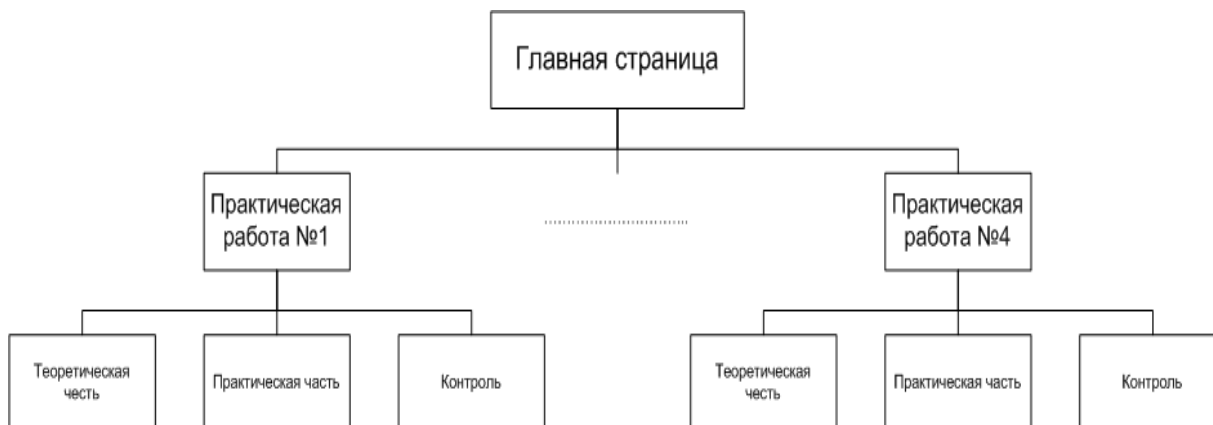 Главная страница
Практическая
работа №1
Практическая
работа №4
Теоретическая
честь
Практическая часть
Контроль
Теоретическая
честь
Практическая часть
Контроль